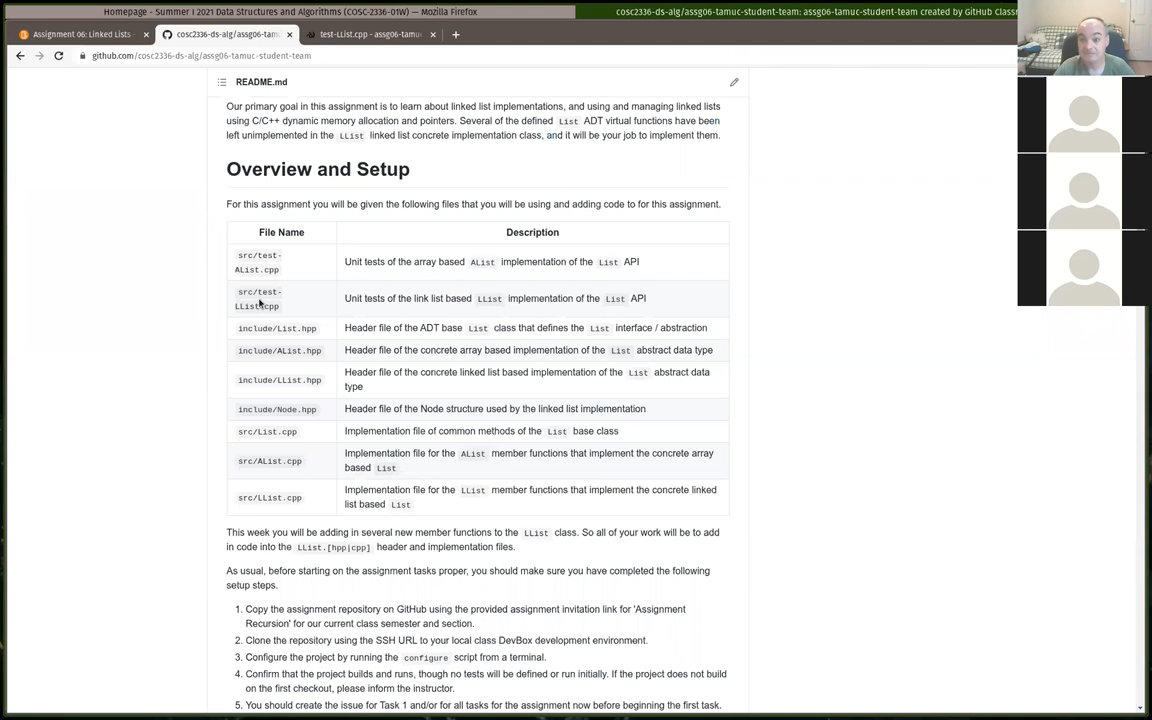 Homepage - Summer I 2021 Data Structures and Algorithms (COSC-2336-01W) — Mozilla Firefox
cosc2336-ds-alg/assg06-tamuc-student-team: assg06-tamuc-student-team created by GitHub Classr
Assignment 06: Linked Lists
cosc2336-ds-alg/assg06-tamu
test-LList.cpp - assg06-tamuc
github.com/cosc2336-ds-alg/assg06-tamuc-student-team
README.md
Our primary goal in this assignment is to learn about linked list implementations, and using and managing linked lists
using C/C++ dynamic memory allocation and pointers. Several of the defined List ADT virtual functions have been
left unimplemented in the LList linked list concrete implementation class, and it will be your job to implement them.
Overview and Setup
For this assignment you will be given the following files that you will be using and adding code to for this assignment.
File Name Description
src/test-
AList.cpp
Unit tests of the array based AList implementation of the List API
src/test-
LList.cpp
Unit tests of the link list based LList implementation of the List API
include/List.hpp Header file of the ADT base List class that defines the List interface / abstraction
include/AList.hpp Header file of the concrete array based implementation of the List abstract data type
include/LList.hpp Header file of the concrete linked list based implementation of the List abstract data
type
include/Node.hpp Header file of the Node structure used by the linked list implementation
src/List.cpp Implementation file of common methods of the List base class
src/AList.cpp Implementation file for the AList member functions that implement the concrete array
based List
src/LList.cpp Implementation file for the LList member functions that implement the concrete linked
list based List
This week you will be adding in several new member functions to the LList class. So all of your work will be to add
in code into the LList.[hpp|cpp] header and implementation files.
As usual, before starting on the assignment tasks proper, you should make sure you have completed the following
setup steps.
1. Copy the assignment repository on GitHub using the provided assignment invitation link for 'Assignment
Recursion' for our current class semester and section.
2. Clone the repository using the SSH URL to your local class DevBox development environment.
3. Configure the project by running the configure script from a terminal.
4. Confirm that the project builds and runs, though no tests will be defined or run initially. If the project does not build
on the first checkout, please inform the instructor.
5. You should create the issue for Task 1 and/or for all tasks for the assignment now before beginning the first task.